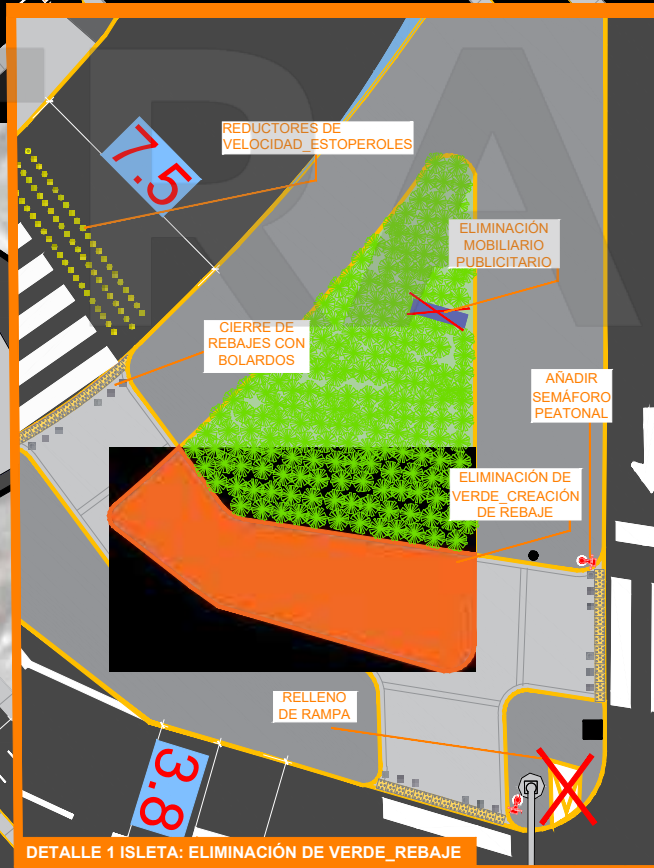 RA
REDUCTORES DE
VELOCIDAD_ESTOPEROLES
7.5
ELIMINACIÓN
MOBILIARIO
PUBLICITARIO
CIERRE DE
REBAJES CON
BOLARDOS
AÑADIR
SEMÁFORO
PEATONAL
ELIMINACIÓN DE
VERDE_CREACIÓN
DE REBAJE
RELLENO
DE RAMPA
3.8
DETALLE 1 ISLETA: ELIMINACIÓN DE VERDE_REBAJE